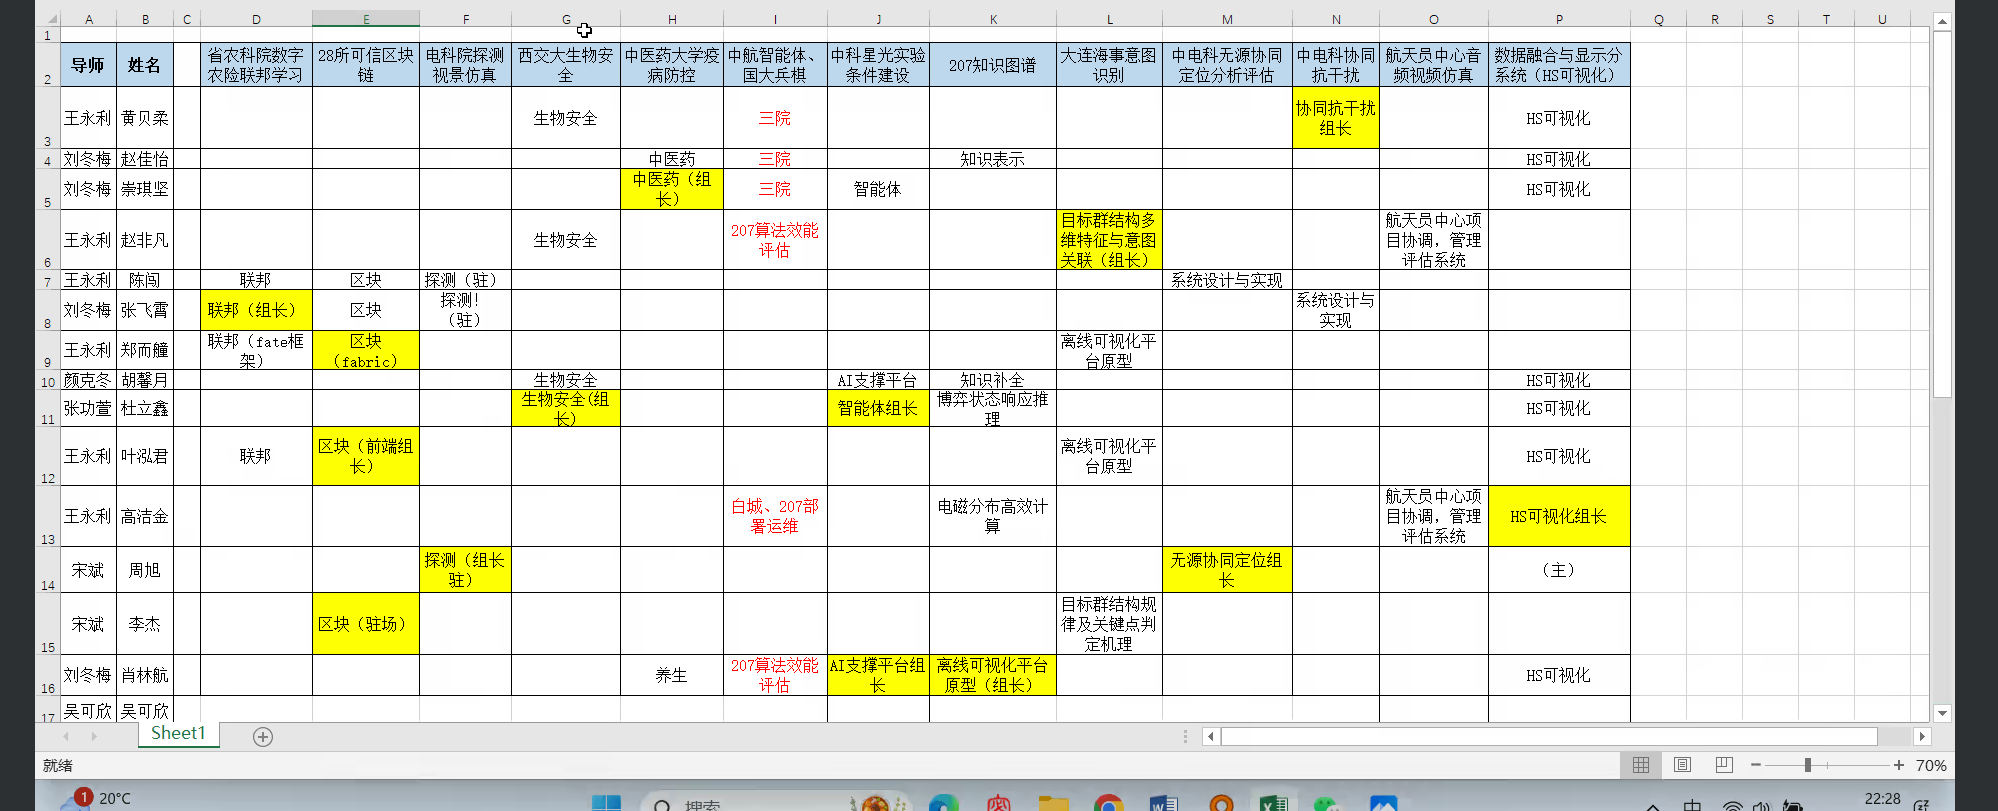 A B C D E F G H I J K L M N O P Q R S T U
1
2 导师 姓名 省农科院数字农险联邦学习 28所可信区块链 电科院探测视景仿真 西交大生物安全 中医药大学疫病防控 中航智能体、国大兵棋 中科星光实验条件建设 207知识图谱 大连海事意图识别 中电科无源协同定位分析评估 中电科协同抗干扰 航天员中心音频视频仿真 数据融合与显示分系统（HS可视化）
3 王永利 黄贝柔 生物安全 三院 协同抗干扰组长 HS可视化
4 刘冬梅 赵佳怡 中医药 三院 知识表示 HS可视化
5 刘冬梅 崇琪坚 中医药（组长） 三院 智能体 HS可视化
6 王永利 赵非凡 生物安全 207算法效能评估 目标群结构多维特征与意图关联（组长） 航天员中心项目协调，管理评估系统
7 王永利 陈闯 联邦 区块 探测（驻） 系统设计与实现
8 刘冬梅 张飞霄 联邦（组长） 区块 探测！（驻） 系统设计与实现
9 王永利 郑而艟 联邦（fate框架） 区块（fabric） 离线可视化平台原型
10 颜克冬 胡馨月 生物安全 AI支撑平台 知识补全 HS可视化
11 张功萱 杜立鑫 生物安全(组长） 智能体组长 博弈状态响应推理 HS可视化
12 王永利 叶泓君 联邦 区块（前端组长） 离线可视化平台原型 HS可视化
13 王永利 高洁金 白城、207部署运维 电磁分布高效计算 航天员中心项目协调，管理评估系统 HS可视化组长
14 宋斌 周旭 探测（组长驻） 无源协同定位组长 （主）
15 宋斌 李杰 区块（驻场） 目标群结构规律及关键点判定机理
16 刘冬梅 肖林航 养生 207算法效能评估 AI支撑平台组长 离线可视化平台原型（组长） HS可视化
17 吴可欣 吴可欣
Sheet1
就绪 70%
1 20°C 搜索 中 22:28